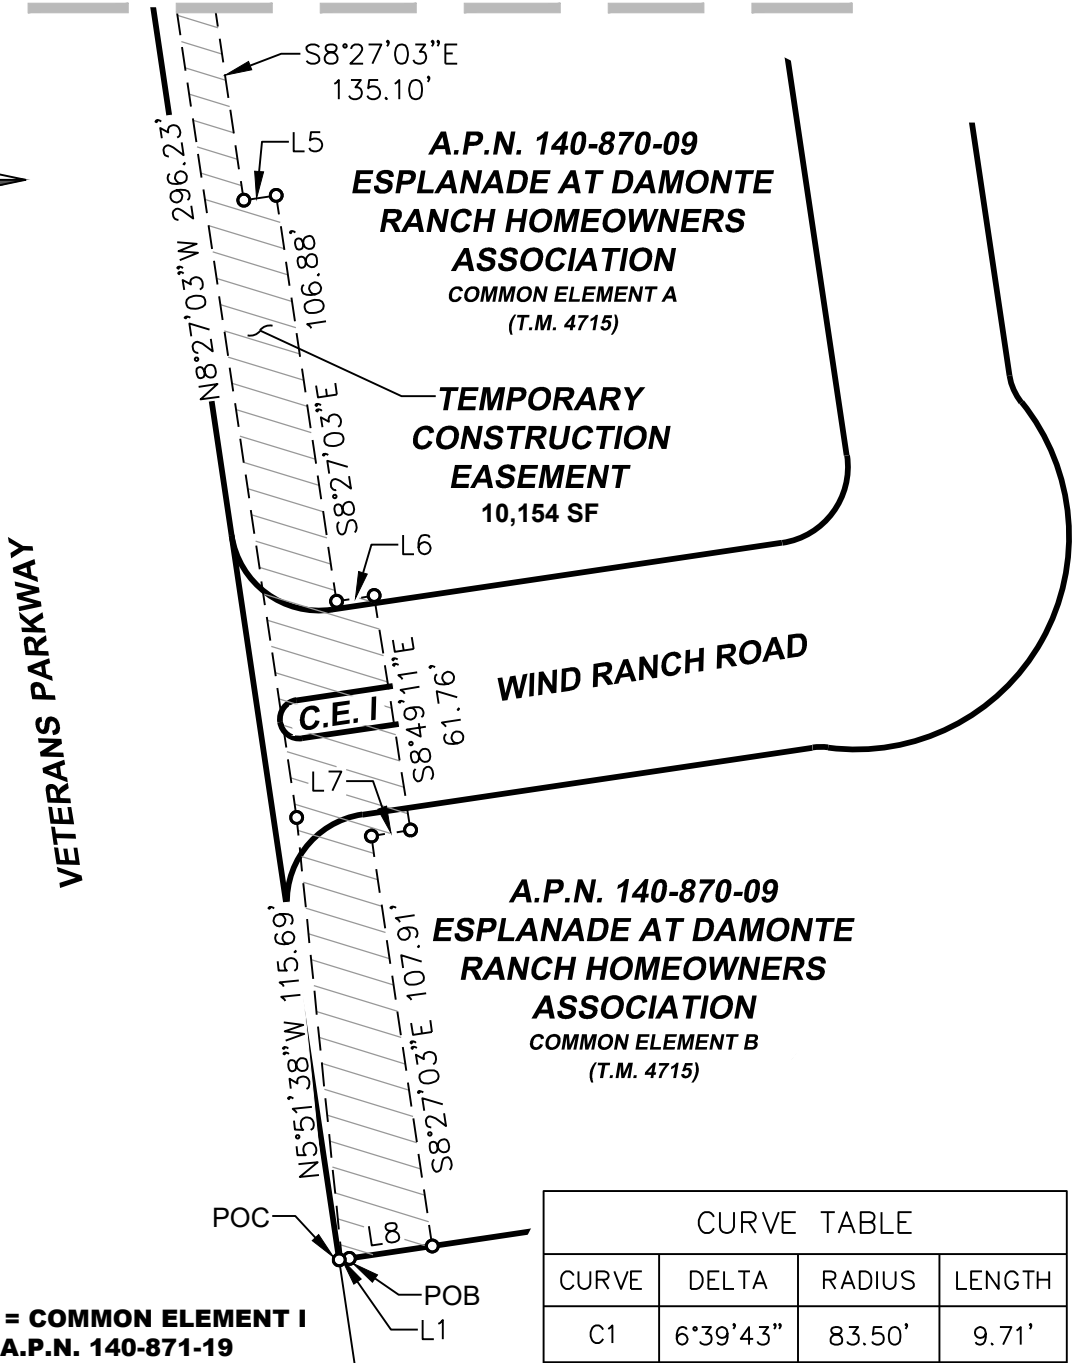 S8°27'03"E
135.10'
L5
A.P.N. 140-870-09
ESPLANADE AT DAMONTE
RANCH HOMEOWNERS
ASSOCIATION
COMMON ELEMENT A
(T.M. 4715)
N8°27'03"W 296.23'
S8°27'03"E 106.88'
TEMPORARY
CONSTRUCTION
EASEMENT
10,154 SF
L6
VETERANS PARKWAY
WIND RANCH ROAD
C.E. I
S8°49'11"E
61.76'
L7
A.P.N. 140-870-09
ESPLANADE AT DAMONTE
RANCH HOMEOWNERS
ASSOCIATION
COMMON ELEMENT B
(T.M. 4715)
N5°51'38"W 115.69'
S8°27'03"E 107.91'
POC
L8
POB
L1
= COMMON ELEMENT I
A.P.N. 140-871-19
CURVE TABLE
CURVE DELTA RADIUS LENGTH
C1 6°39'43" 83.50' 9.71'